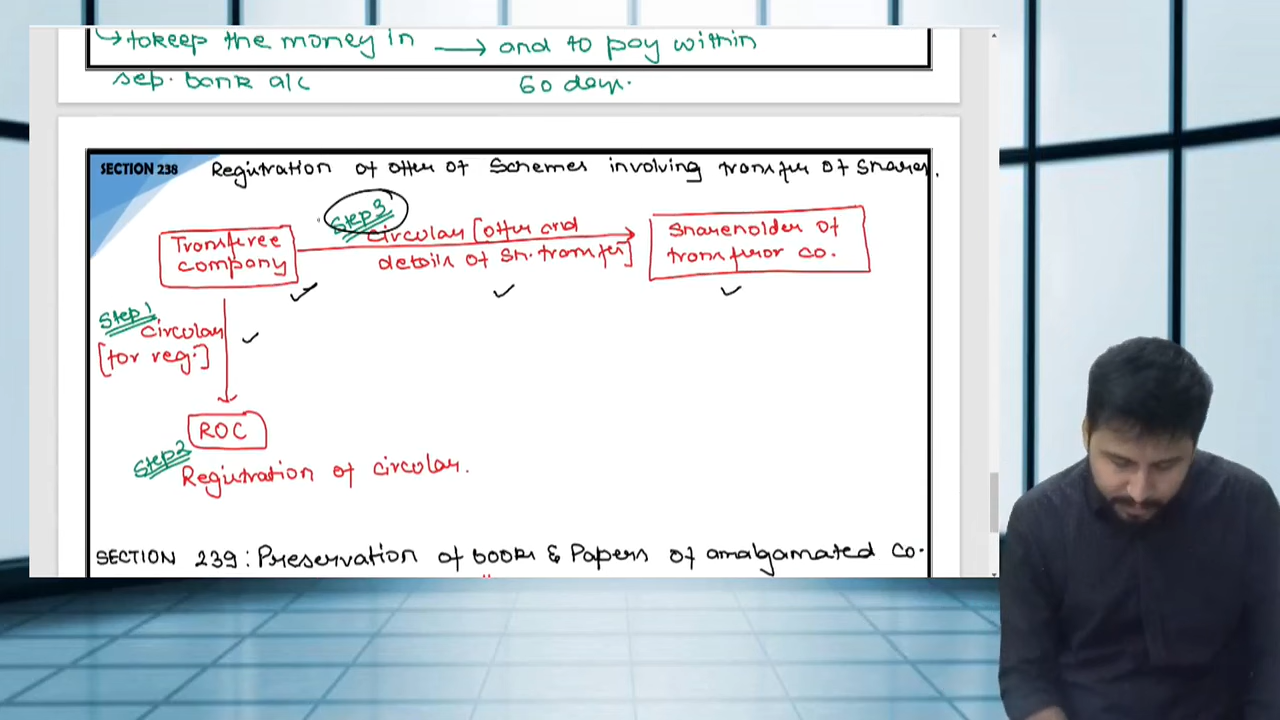 ↳ to keep the money in → and to pay within
sep. bank a/c 60 days.
SECTION 238 Registration of offer of Schemes involving transfer of Shares.
Step 3
Transferee company
circular [offer and details of sh. transfer]
Shareholder of transferor co.
Step 1
circular
[for reg.]
ROC
Step 2
Registration of circular.
SECTION 239: Preservation of books & Papers of amalgamated co.